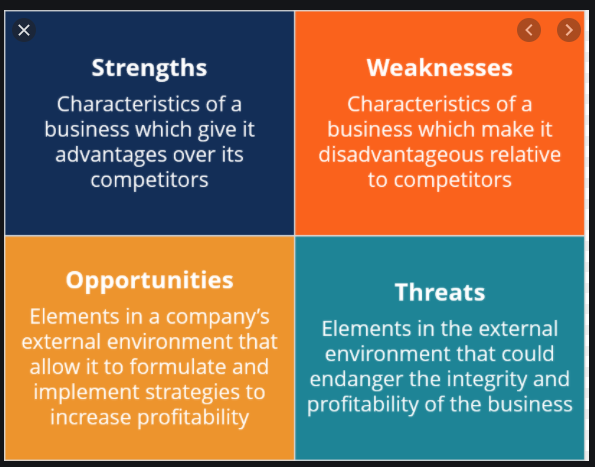 Strengths
Characteristics of a
business which give it
advantages over its
competitors
Weaknesses
Characteristics of a
business which make it
disadvantageous relative
to competitors
Opportunities
Elements in a company's
external environment that
allow it to formulate and
implement strategies to
increase profitability
Threats
Elements in the external
environment that could
endanger the integrity and
profitability of the business